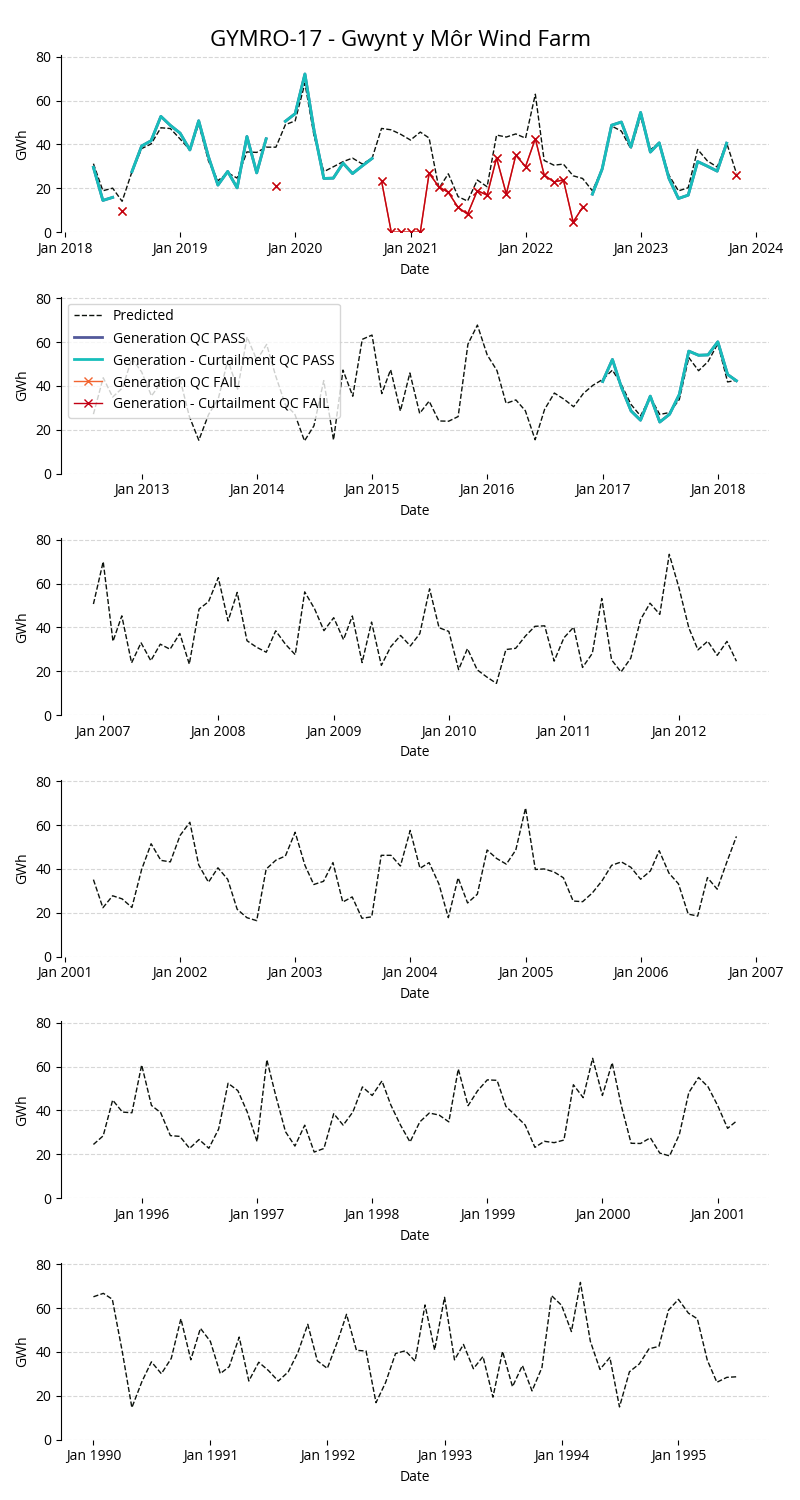 GYMRO-17 - Gwynt y Môr Wind Farm
80
60
40
20
0
GWh
Jan 2018 Jan 2019 Jan 2020 Jan 2021 Jan 2022 Jan 2023 Jan 2024
Date
80
60
40
20
0
GWh
Predicted
Generation QC PASS
Generation - Curtailment QC PASS
Generation QC FAIL
Generation - Curtailment QC FAIL
Jan 2013 Jan 2014 Jan 2015 Jan 2016 Jan 2017 Jan 2018
Date
80
60
40
20
0
GWh
Jan 2007 Jan 2008 Jan 2009 Jan 2010 Jan 2011 Jan 2012
Date
80
60
40
20
0
GWh
Jan 2001 Jan 2002 Jan 2003 Jan 2004 Jan 2005 Jan 2006 Jan 2007
Date
80
60
40
20
0
GWh
Jan 1996 Jan 1997 Jan 1998 Jan 1999 Jan 2000 Jan 2001
Date
80
60
40
20
0
GWh
Jan 1990 Jan 1991 Jan 1992 Jan 1993 Jan 1994 Jan 1995
Date